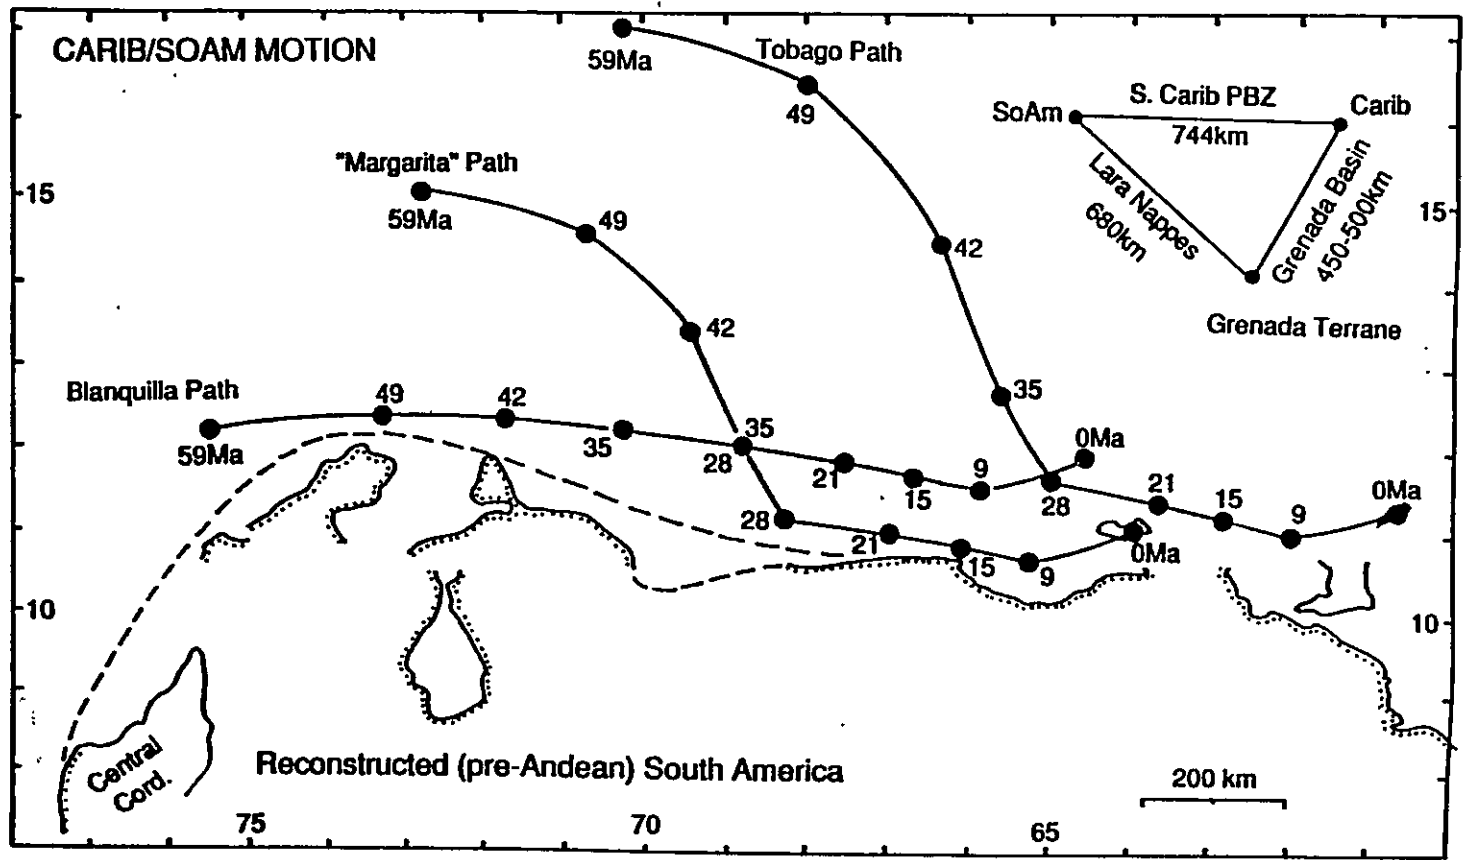 CARIB/SOAM MOTION
59Ma
Tobago Path
49
42
35
28
21
15
9
0Ma
SoAm
S. Carib PBZ
744km
Carib
Lara Nappes
680km
Grenada Basin
450-500km
Grenada Terrane
"Margarita" Path
59Ma
49
42
35
28
21
15
9
0Ma
Blanquilla Path
59Ma
49
42
35
28
21
15
9
0Ma
15
15
10
10
Central
Cord.
Reconstructed (pre-Andean) South America
200 km
75
70
65